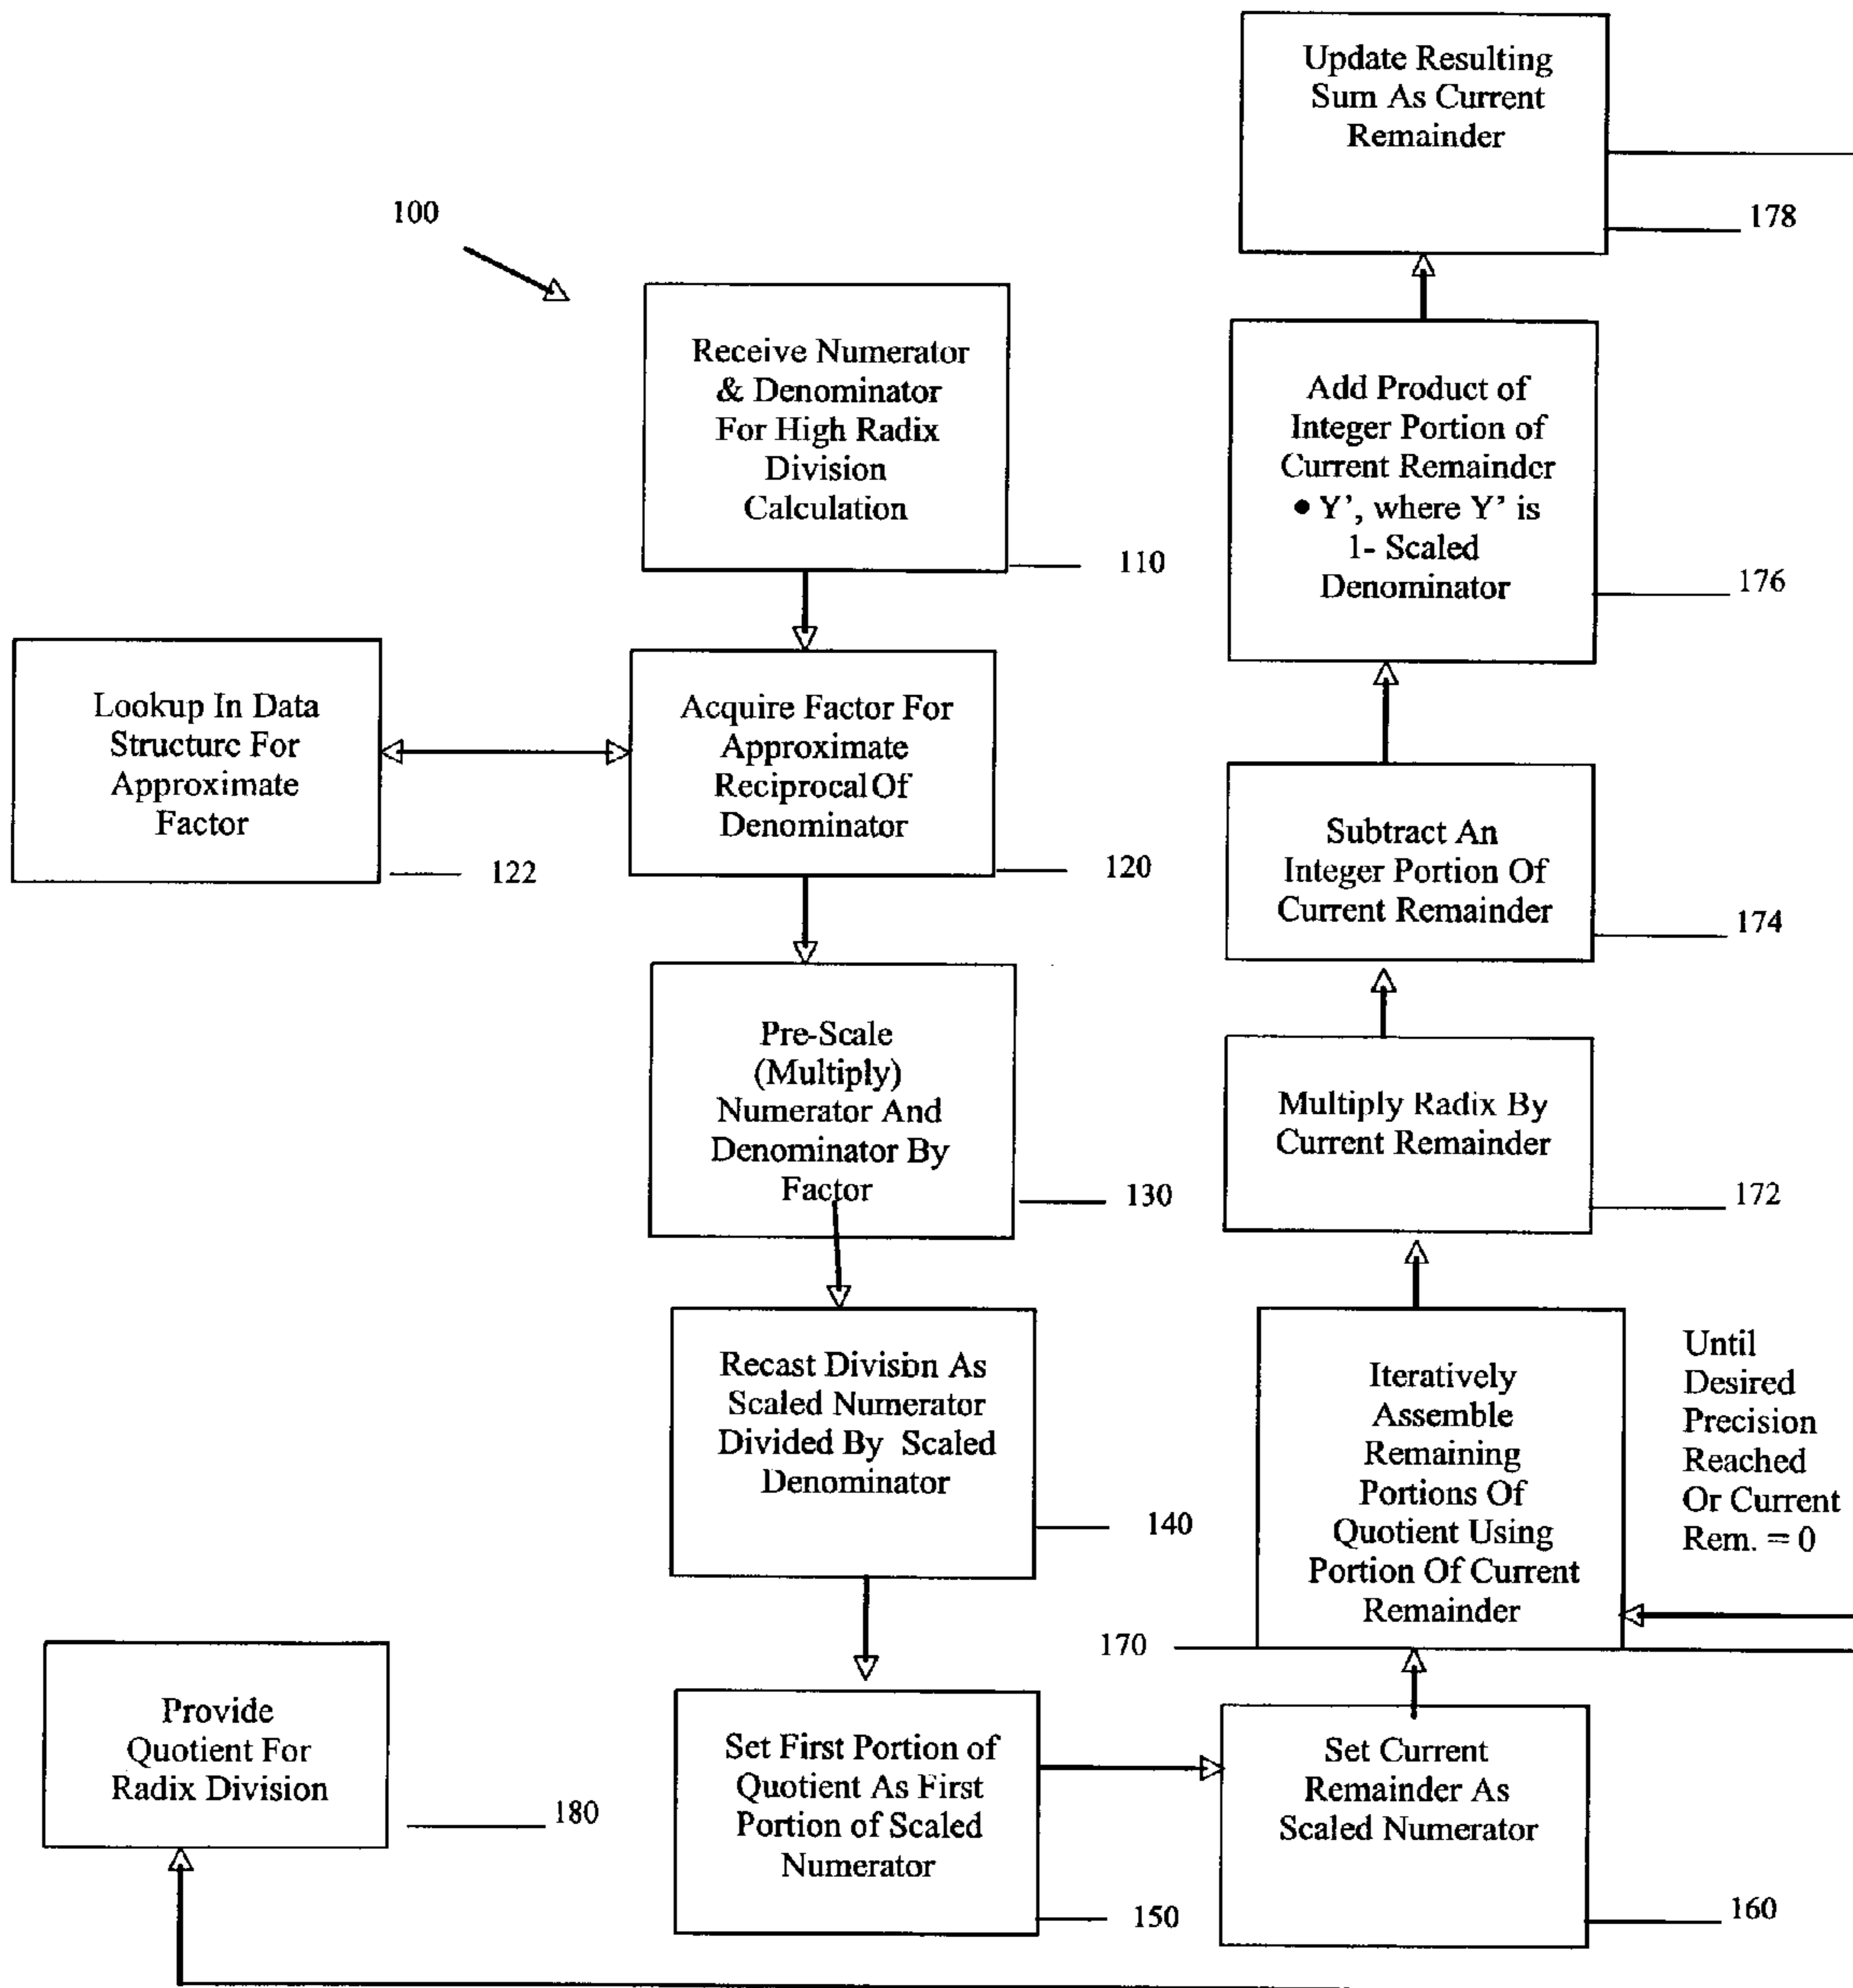 100
Receive Numerator
& Denominator
For High Radix
Division
Calculation
110
Lookup In Data
Structure For
Approximate
Factor
122
Acquire Factor For
Approximate
Reciprocal Of
Denominator
120
Pre-Scale
(Multiply)
Numerator And
Denominator By
Factor
130
Recast Division As
Scaled Numerator
Divided By Scaled
Denominator
140
Set First Portion of
Quotient As First
Portion of Scaled
Numerator
150
Set Current
Remainder As
Scaled Numerator
160
Iteratively
Assemble
Remaining
Portions Of
Quotient Using
Portion Of Current
Remainder
170
Until
Desired
Precision
Reached
Or Current
Rem. = 0
Multiply Radix By
Current Remainder
172
Subtract An
Integer Portion Of
Current Remainder
174
Add Product of
Integer Portion of
Current Remainder
• Y’, where Y’ is
1- Scaled
Denominator
176
Update Resulting
Sum As Current
Remainder
178
Provide
Quotient For
Radix Division
180